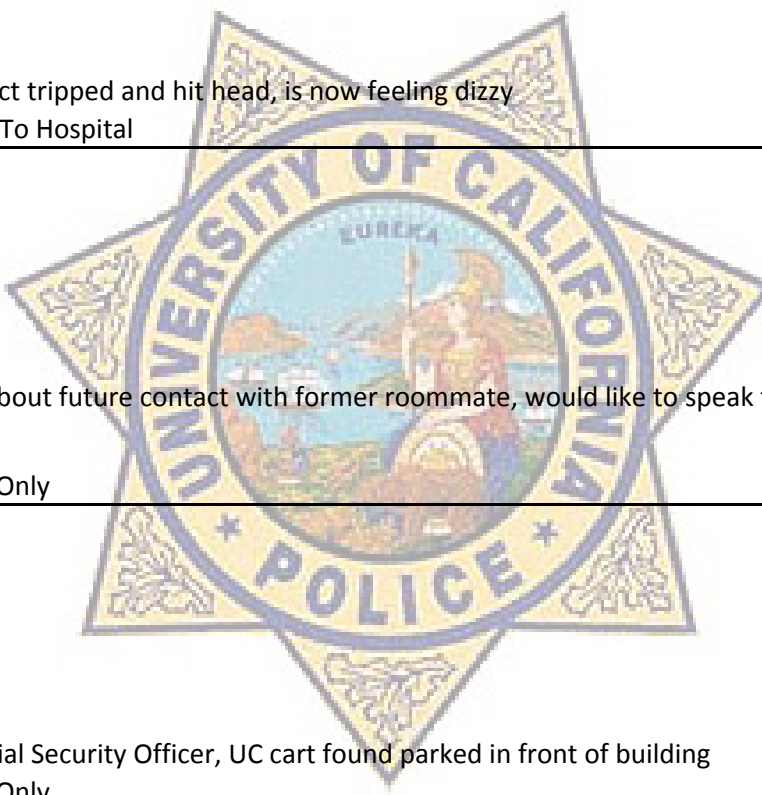 ct tripped and hit head, is now feeling dizzy
To Hospital
UNIVERSITY OF CALIFORNIA
EUREKA
bout future contact with former roommate, would like to speak
Only
POLICE
ial Security Officer, UC cart found parked in front of building
Only